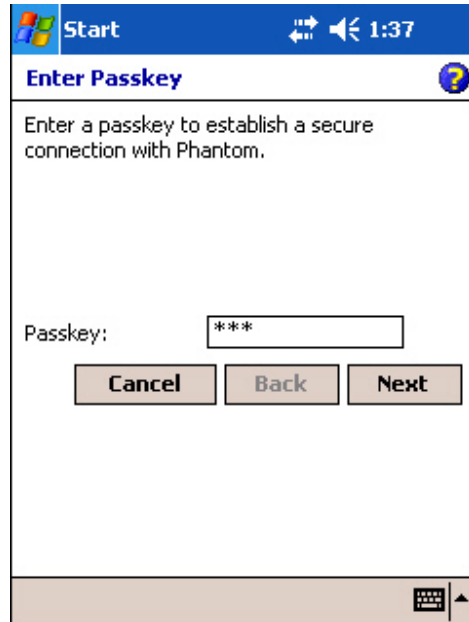 Start 1:37
Enter Passkey
Enter a passkey to establish a secure
connection with Phantom.
Passkey: ***
Cancel Back Next